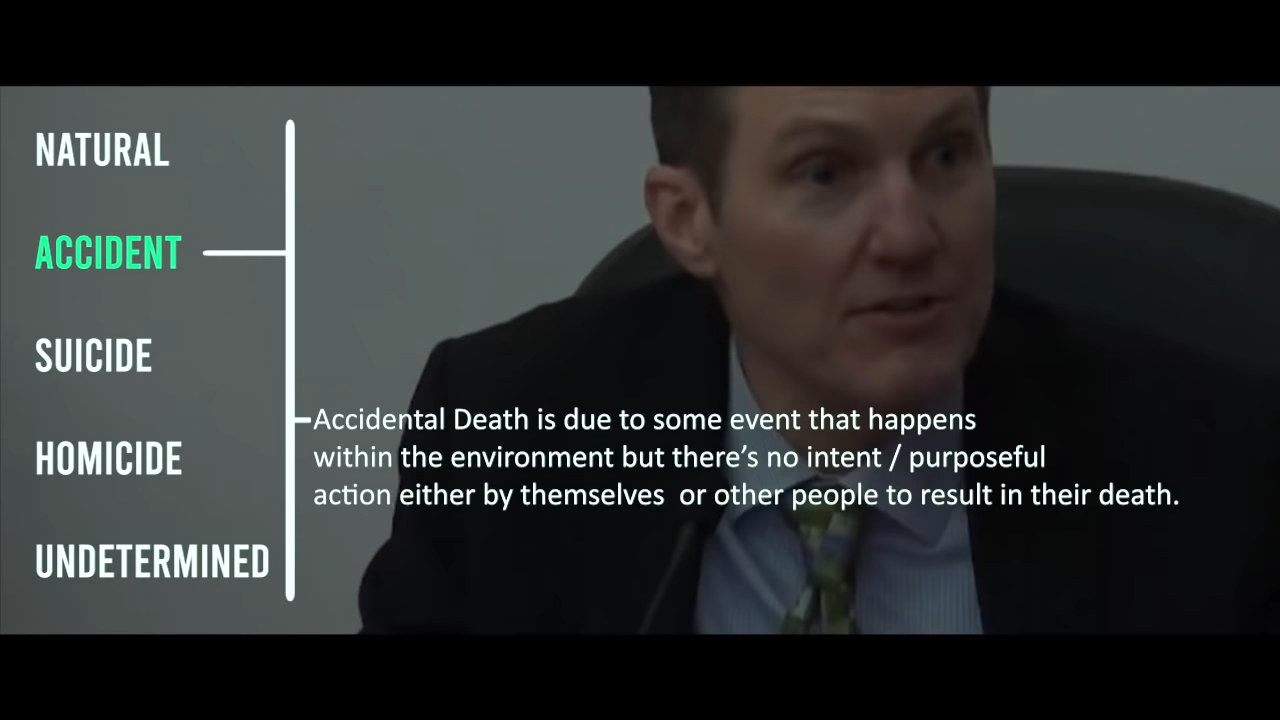 NATURAL
ACCIDENT
SUICIDE
HOMICIDE
UNDETERMINED
Accidental Death is due to some event that happens
within the environment but there’s no intent / purposeful
action either by themselves  or other people to result in their death.